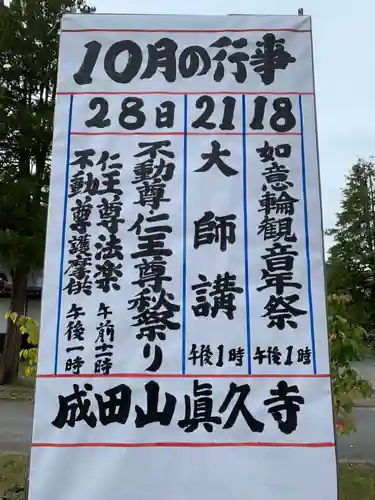 10月の行事
18
如意輪観音年祭
午後1時
21
大師講
午後1時
28日
不動尊・仁王尊秋祭り
仁王尊法楽 午前十一時
不動尊護摩供 午後一時
成田山眞久寺